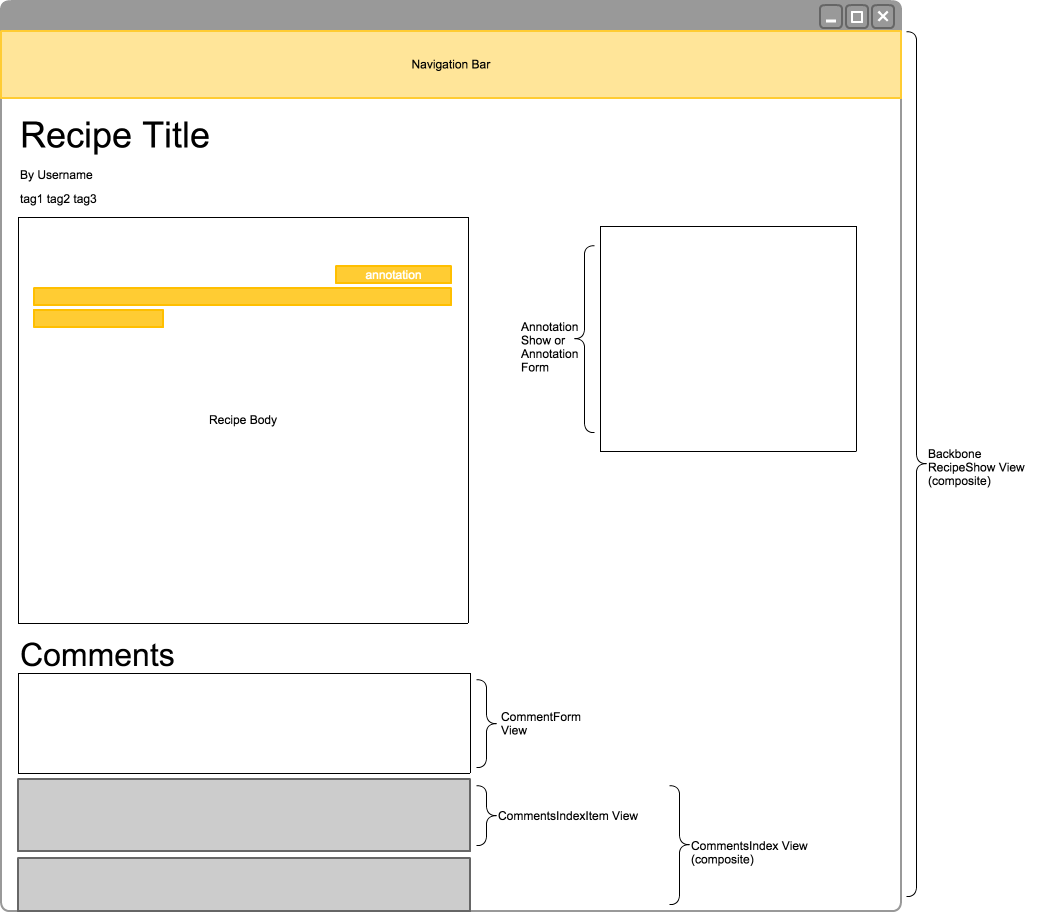 Navigation Bar
Recipe Title
By Username
tag1 tag2 tag3
annotation
Recipe Body
Annotation
Show or
Annotation
Form
Backbone
RecipeShow View
(composite)
Comments
CommentForm
View
CommentsIndexItem View
CommentsIndex View
(composite)